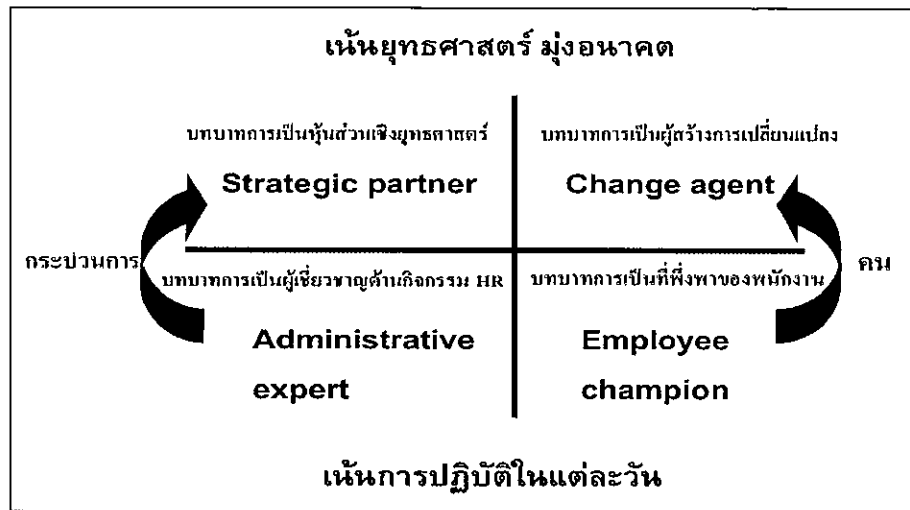 เน้นยุทธศาสตร์ มุ่งอนาคต
บทบาทการเป็นหุ้นส่วนเชิงยุทธศาสตร์
บทบาทการเป็นผู้สร้างการเปลี่ยนแปลง
Strategic partner
Change agent
กระบวนการ
คน
บทบาทการเป็นผู้เชี่ยวชาญด้านกิจกรรม HR
บทบาทการเป็นที่พึ่งพาของพนักงาน
Administrative
expert
Employee
champion
เน้นการปฏิบัติในแต่ละวัน